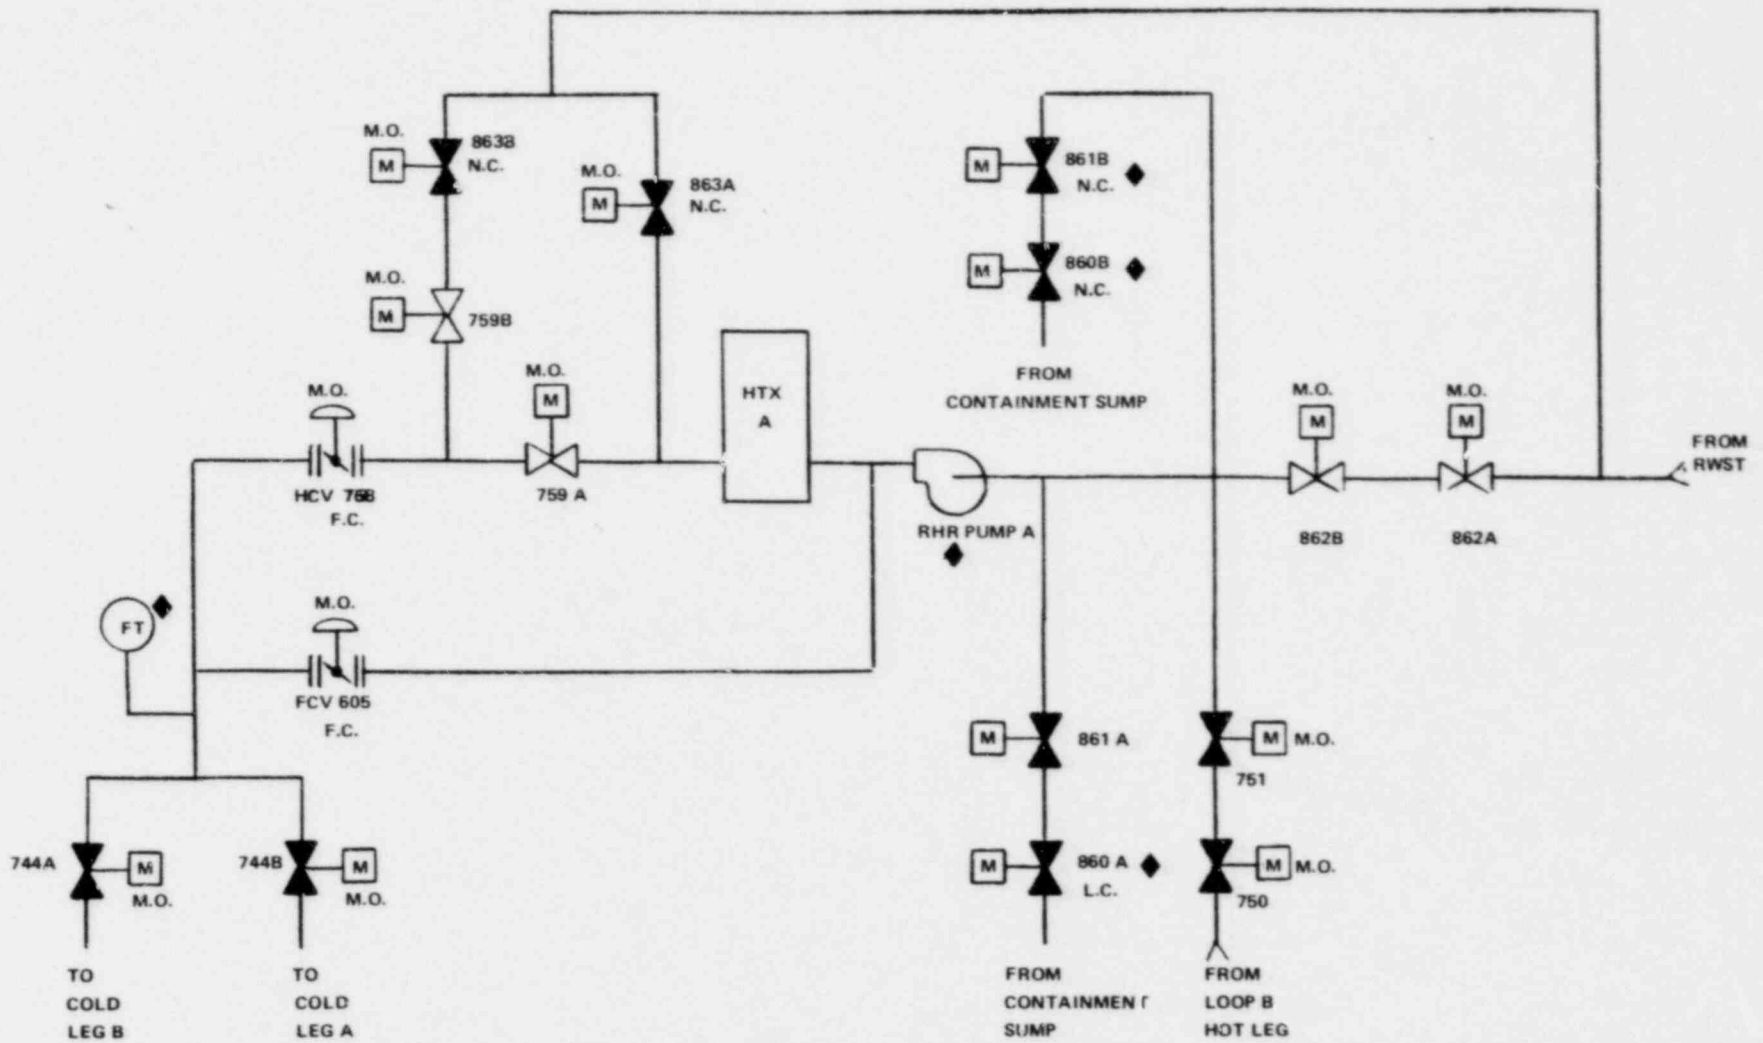 M.O.
M
863B
N.C.
M.O.
M
863A
N.C.
M.O.
M
759B
M
861B
N.C.
M
860B
N.C.
FROM
CONTAINMENT SUMP
M.O.
HCV
F.C.
M.O.
M
759 A
HTX
A
RHR PUMP A
M.O.
M
862B
M.O.
M
862A
FROM
RWST
FT
M.O.
FCV 605
F.C.
M
861 A
M
M.O.
751
744A
M
M.O.
744B
M
M.O.
M
860 A
L.C.
M
M.O.
750
TO
COLD
LEG B
TO
COLD
LEG A
FROM
CONTAINMENT
SUMP
FROM
LOOP B
HOT LEG